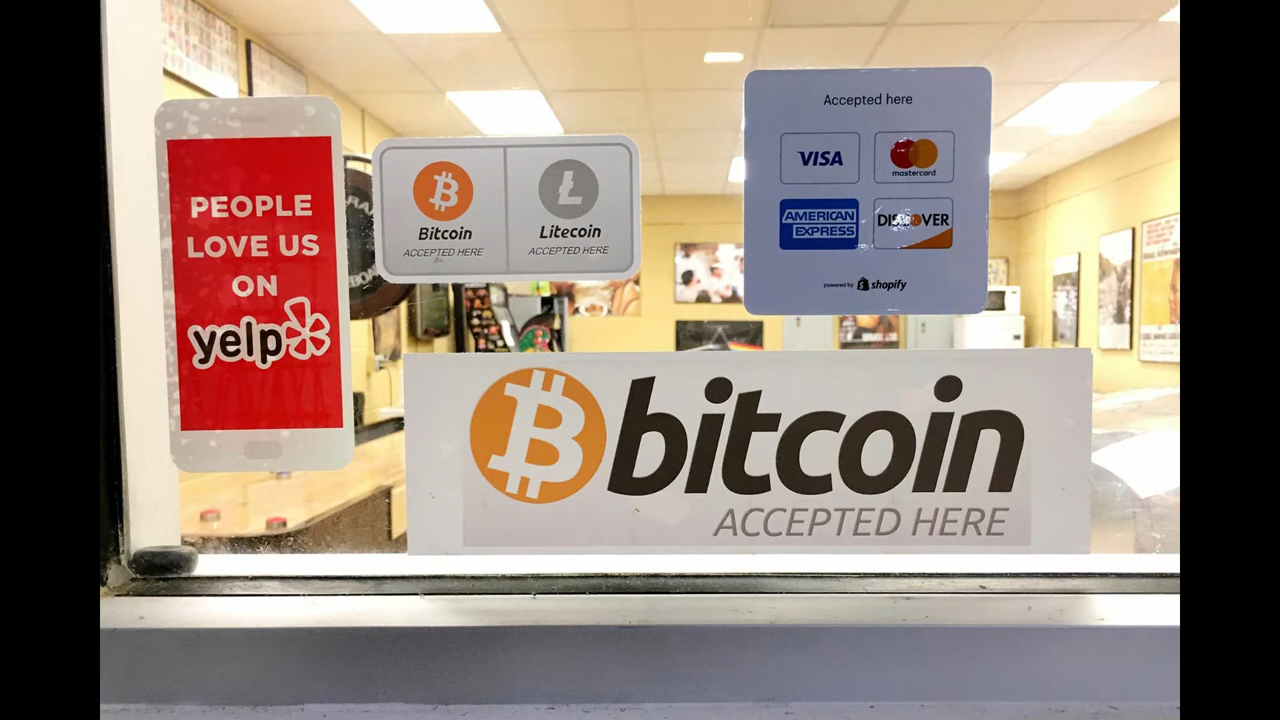 PEOPLE
LOVE US
ON
yelp
Bitcoin
ACCEPTED HERE
Litecoin
ACCEPTED HERE
Accepted here
VISA
mastercard
AMERICAN
EXPRESS
DISCOVER
powered by shopify
bitcoin
ACCEPTED HERE